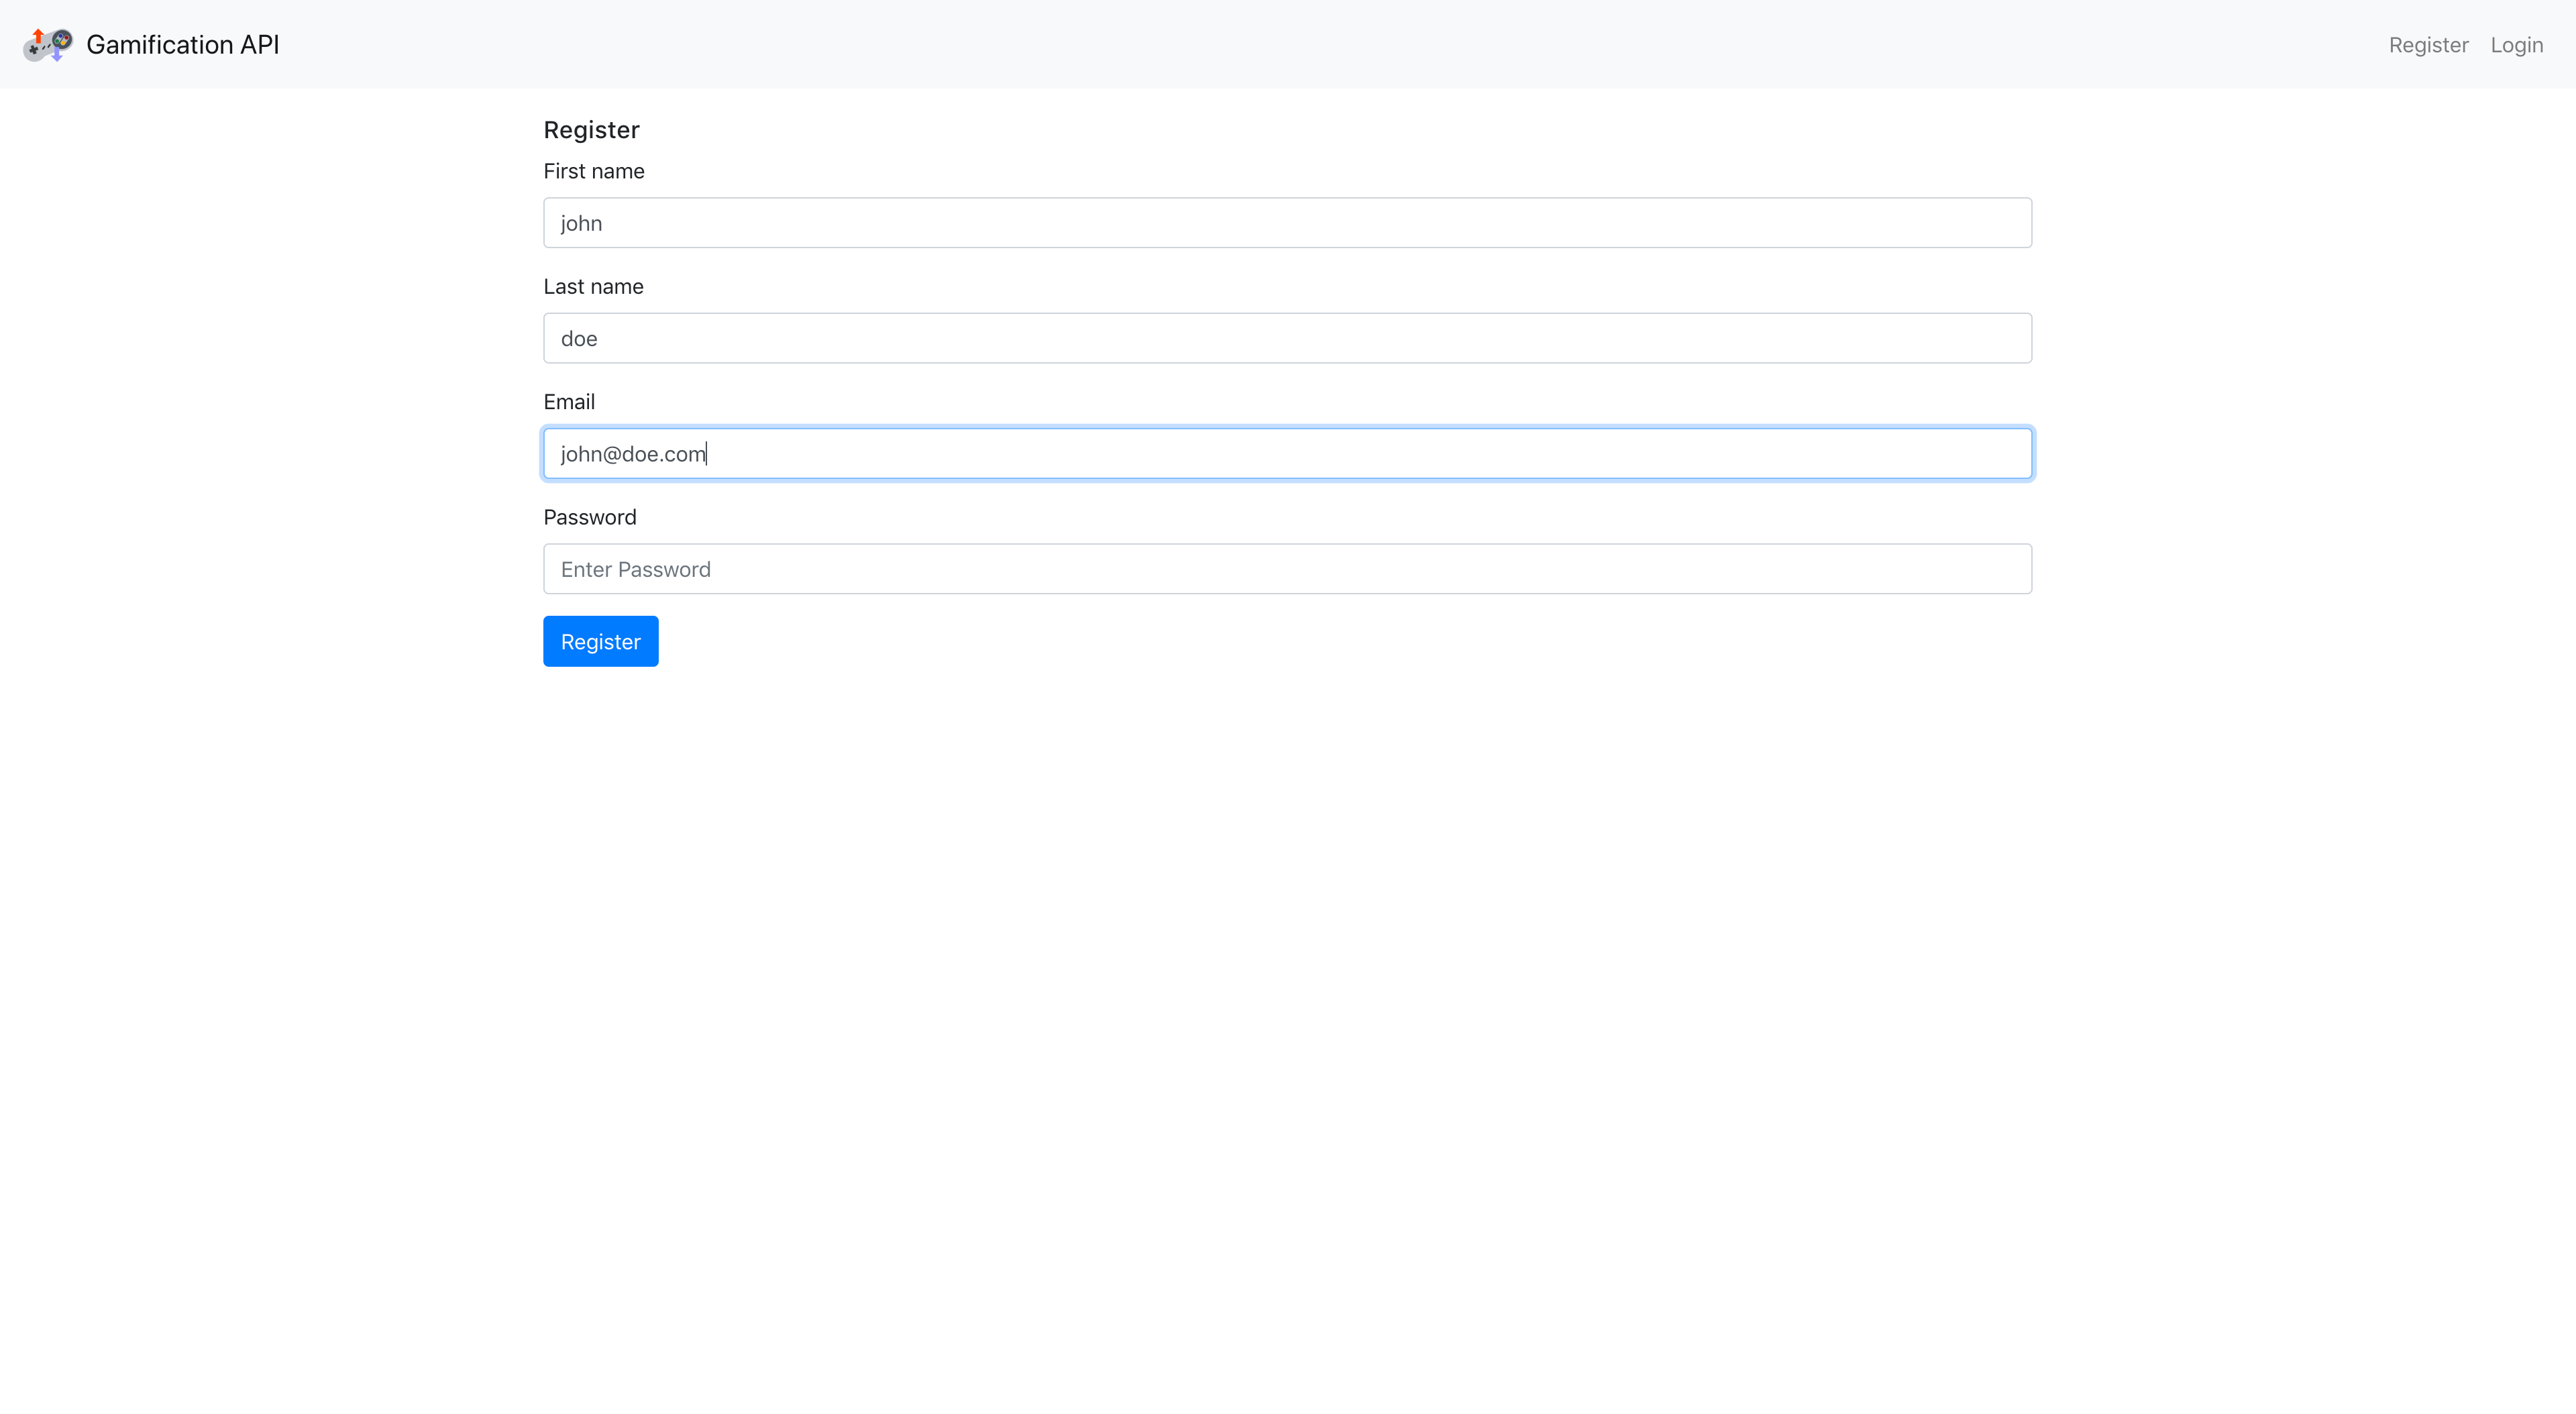 Gamification API
Register Login
Register
First name
john
Last name
doe
Email
john@doe.com
Password
Enter Password
Register